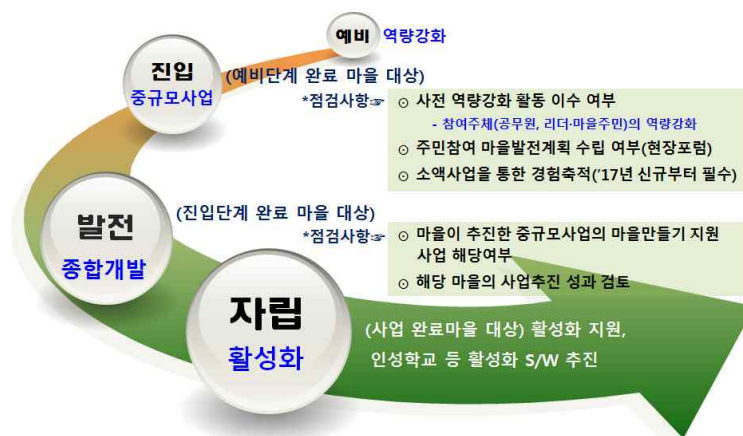 예비 역량강화
진입
중규모사업
(예비단계 완료 마을 대상)
*점검사항☞
⊙ 사전 역량강화 활동 이수 여부
- 참여주체(공무원, 리더·마을주민)의 역량강화
⊙ 주민참여 마을발전계획 수립 여부(현장포럼)
⊙ 소액사업을 통한 경험축적('17년 신규부터 필수)
발전
종합개발
(진입단계 완료 마을 대상)
*점검사항☞
⊙ 마을이 추진한 중규모사업의 마을만들기 지원
사업 해당여부
⊙ 해당 마을의 사업추진 성과 검토
자립
활성화
(사업 완료마을 대상) 활성화 지원,
인성학교 등 활성화 S/W 추진